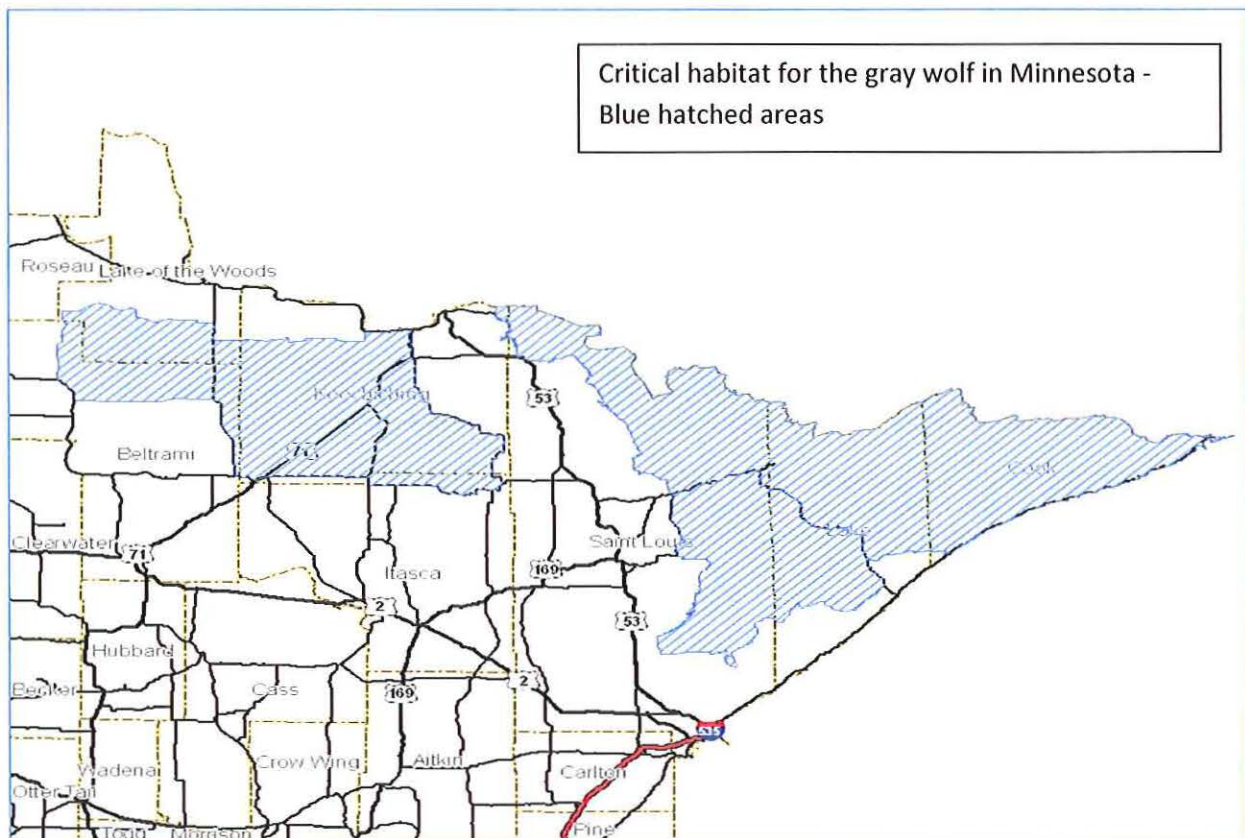 Critical habitat for the gray wolf in Minnesota -
Blue hatched areas
Roseau
Lake of the Woods
Koochiching
53
71
Beltrami
Cook
Lake
Clearwater
71
Saint Louis
169
Itasca
2
53
Hubbard
Becker
Cass
169
2
535
Wadena
Crow Wing
Aitkin
Carlton
Otter Tail
Todd
Morrison
Pine